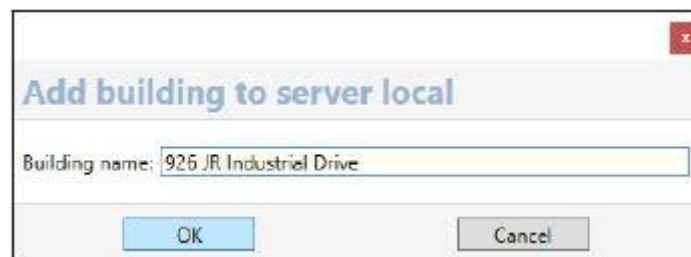 x
Add building to server local
Building name: 926 JR Industrial Drive
OK Cancel